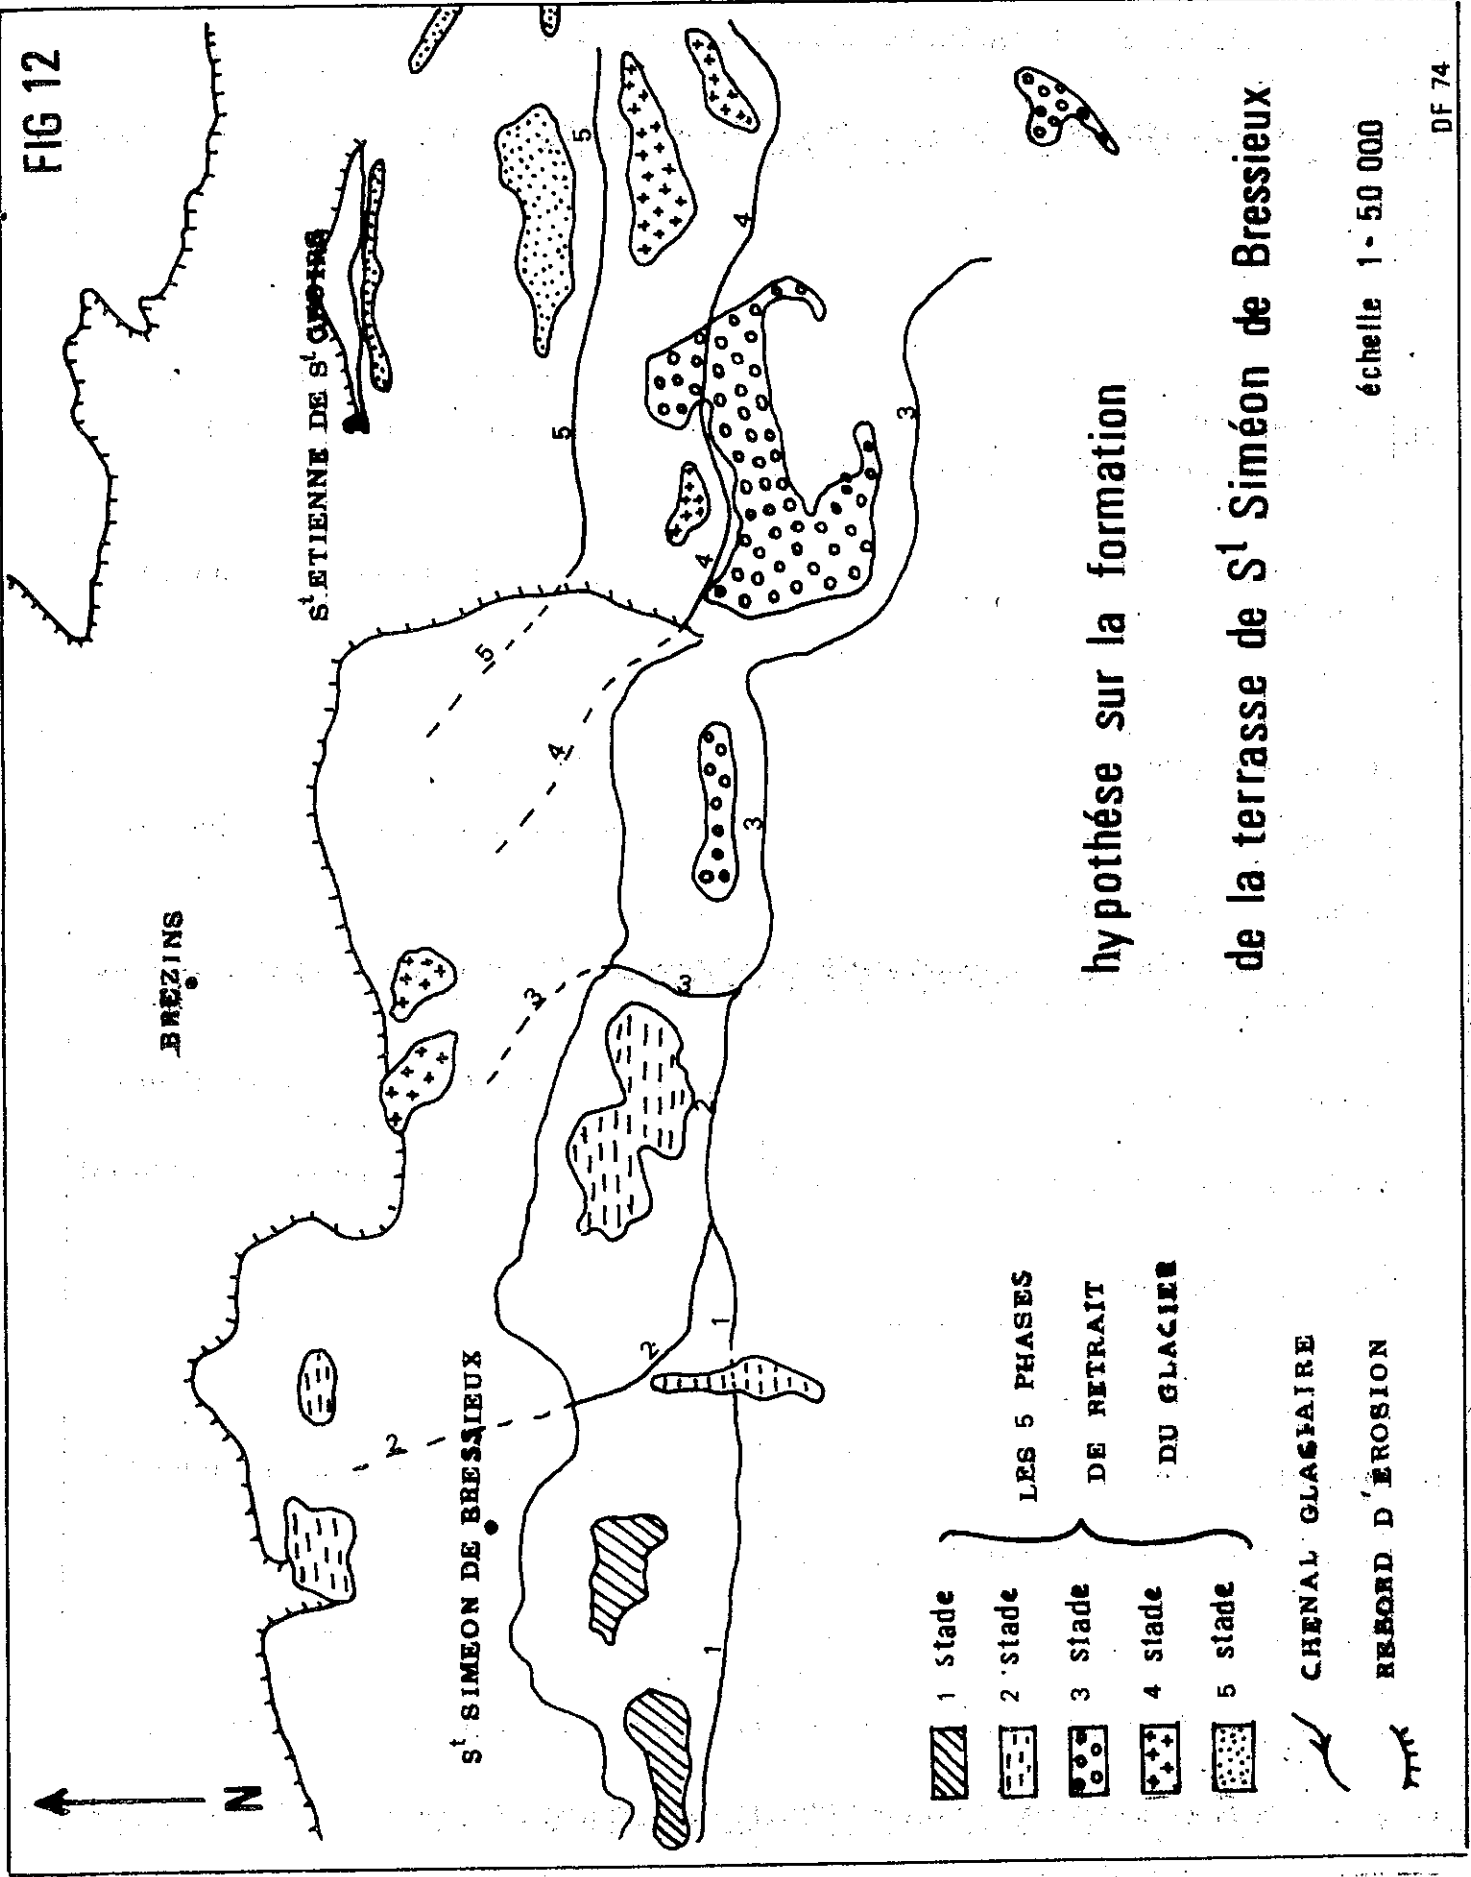 FIG 12
Sᵗ ETIENNE DE Sᵗ GEOIRS
BREZINS
Sᵗ SIMEON DE BRESSIEUX
N
5
5
5
4
4
4
3
3
3
3
2
2
2
1
1
hypothése sur la formation
de la terrasse de Sᵗ Siméon de Bressieux
échelle 1-50 000
DF 74
1 stade
2 stade
3 stade
4 stade
5 stade
LES 5 PHASES
DE RETRAIT
DU GLACIER
CHENAL GLACIAIRE
REBORD D'EROSION